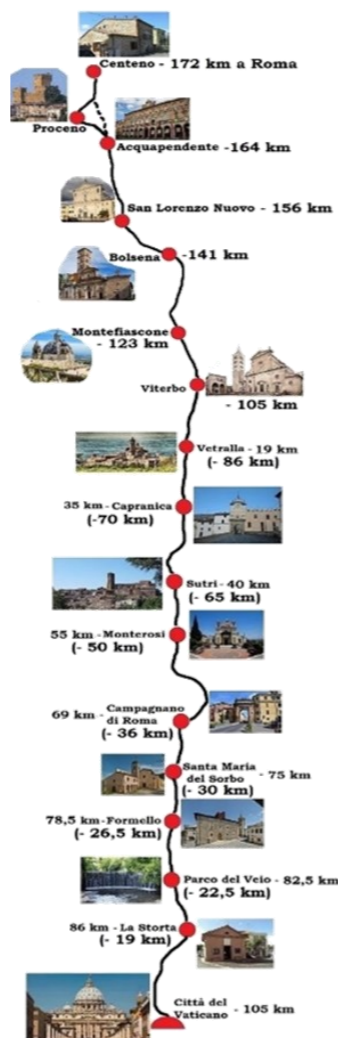 Centeno - 172 km a Roma
Proceno
Acquapendente -164 km
San Lorenzo Nuovo - 156 km
Bolsena -141 km
Montefiascone
- 123 km
Viterbo
- 105 km
Vetralla - 19 km
(- 86 km)
35 km - Capranica
(-70 km)
Sutri - 40 km
(- 65 km)
55 km - Monterosi
(- 50 km)
69 km - Campagnano
di Roma
(- 36 km)
Santa Maria
del Sorbo - 75 km
(- 30 km)
78,5 km-Formello
(- 26,5 km)
Parco del Veio - 82,5 km
(- 22,5 km)
86 km - La Storta
(- 19 km)
Città del
Vaticano - 105 km